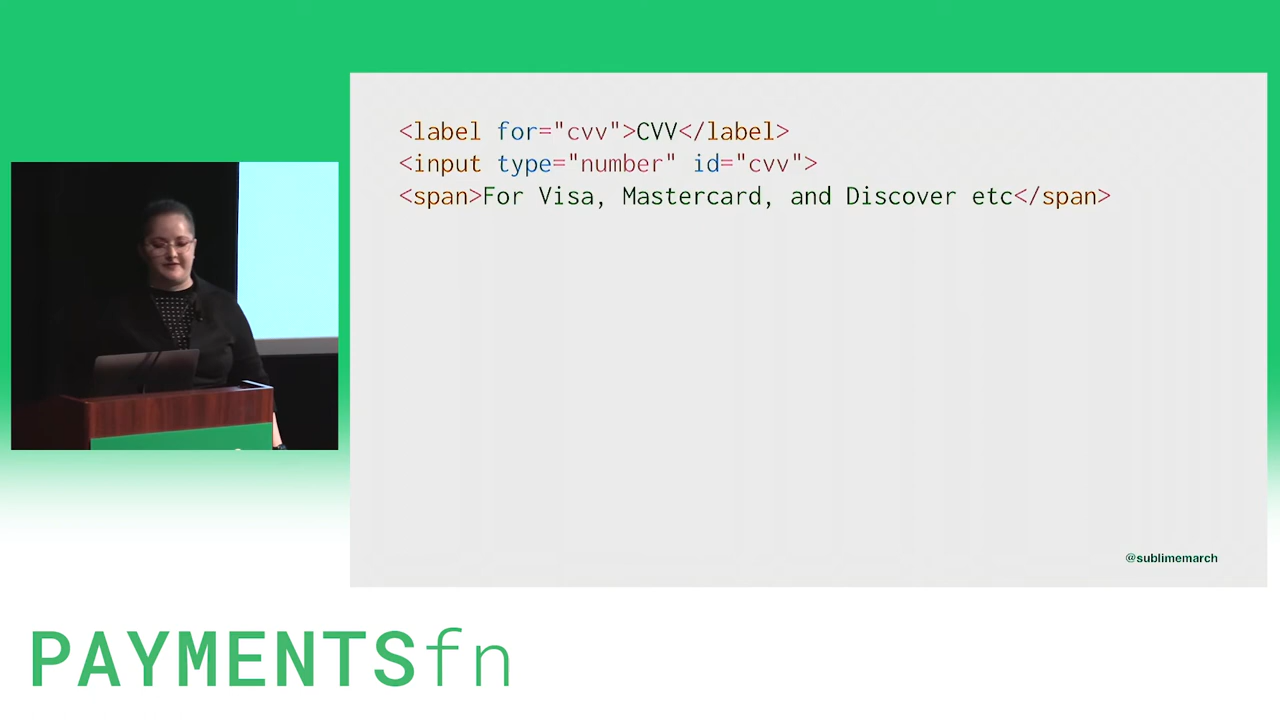 <label for="cvv">CVV</label>
<input type="number" id="cvv">
<span>For Visa, Mastercard, and Discover etc</span>
@sublimemarch
PAYMENTSfn